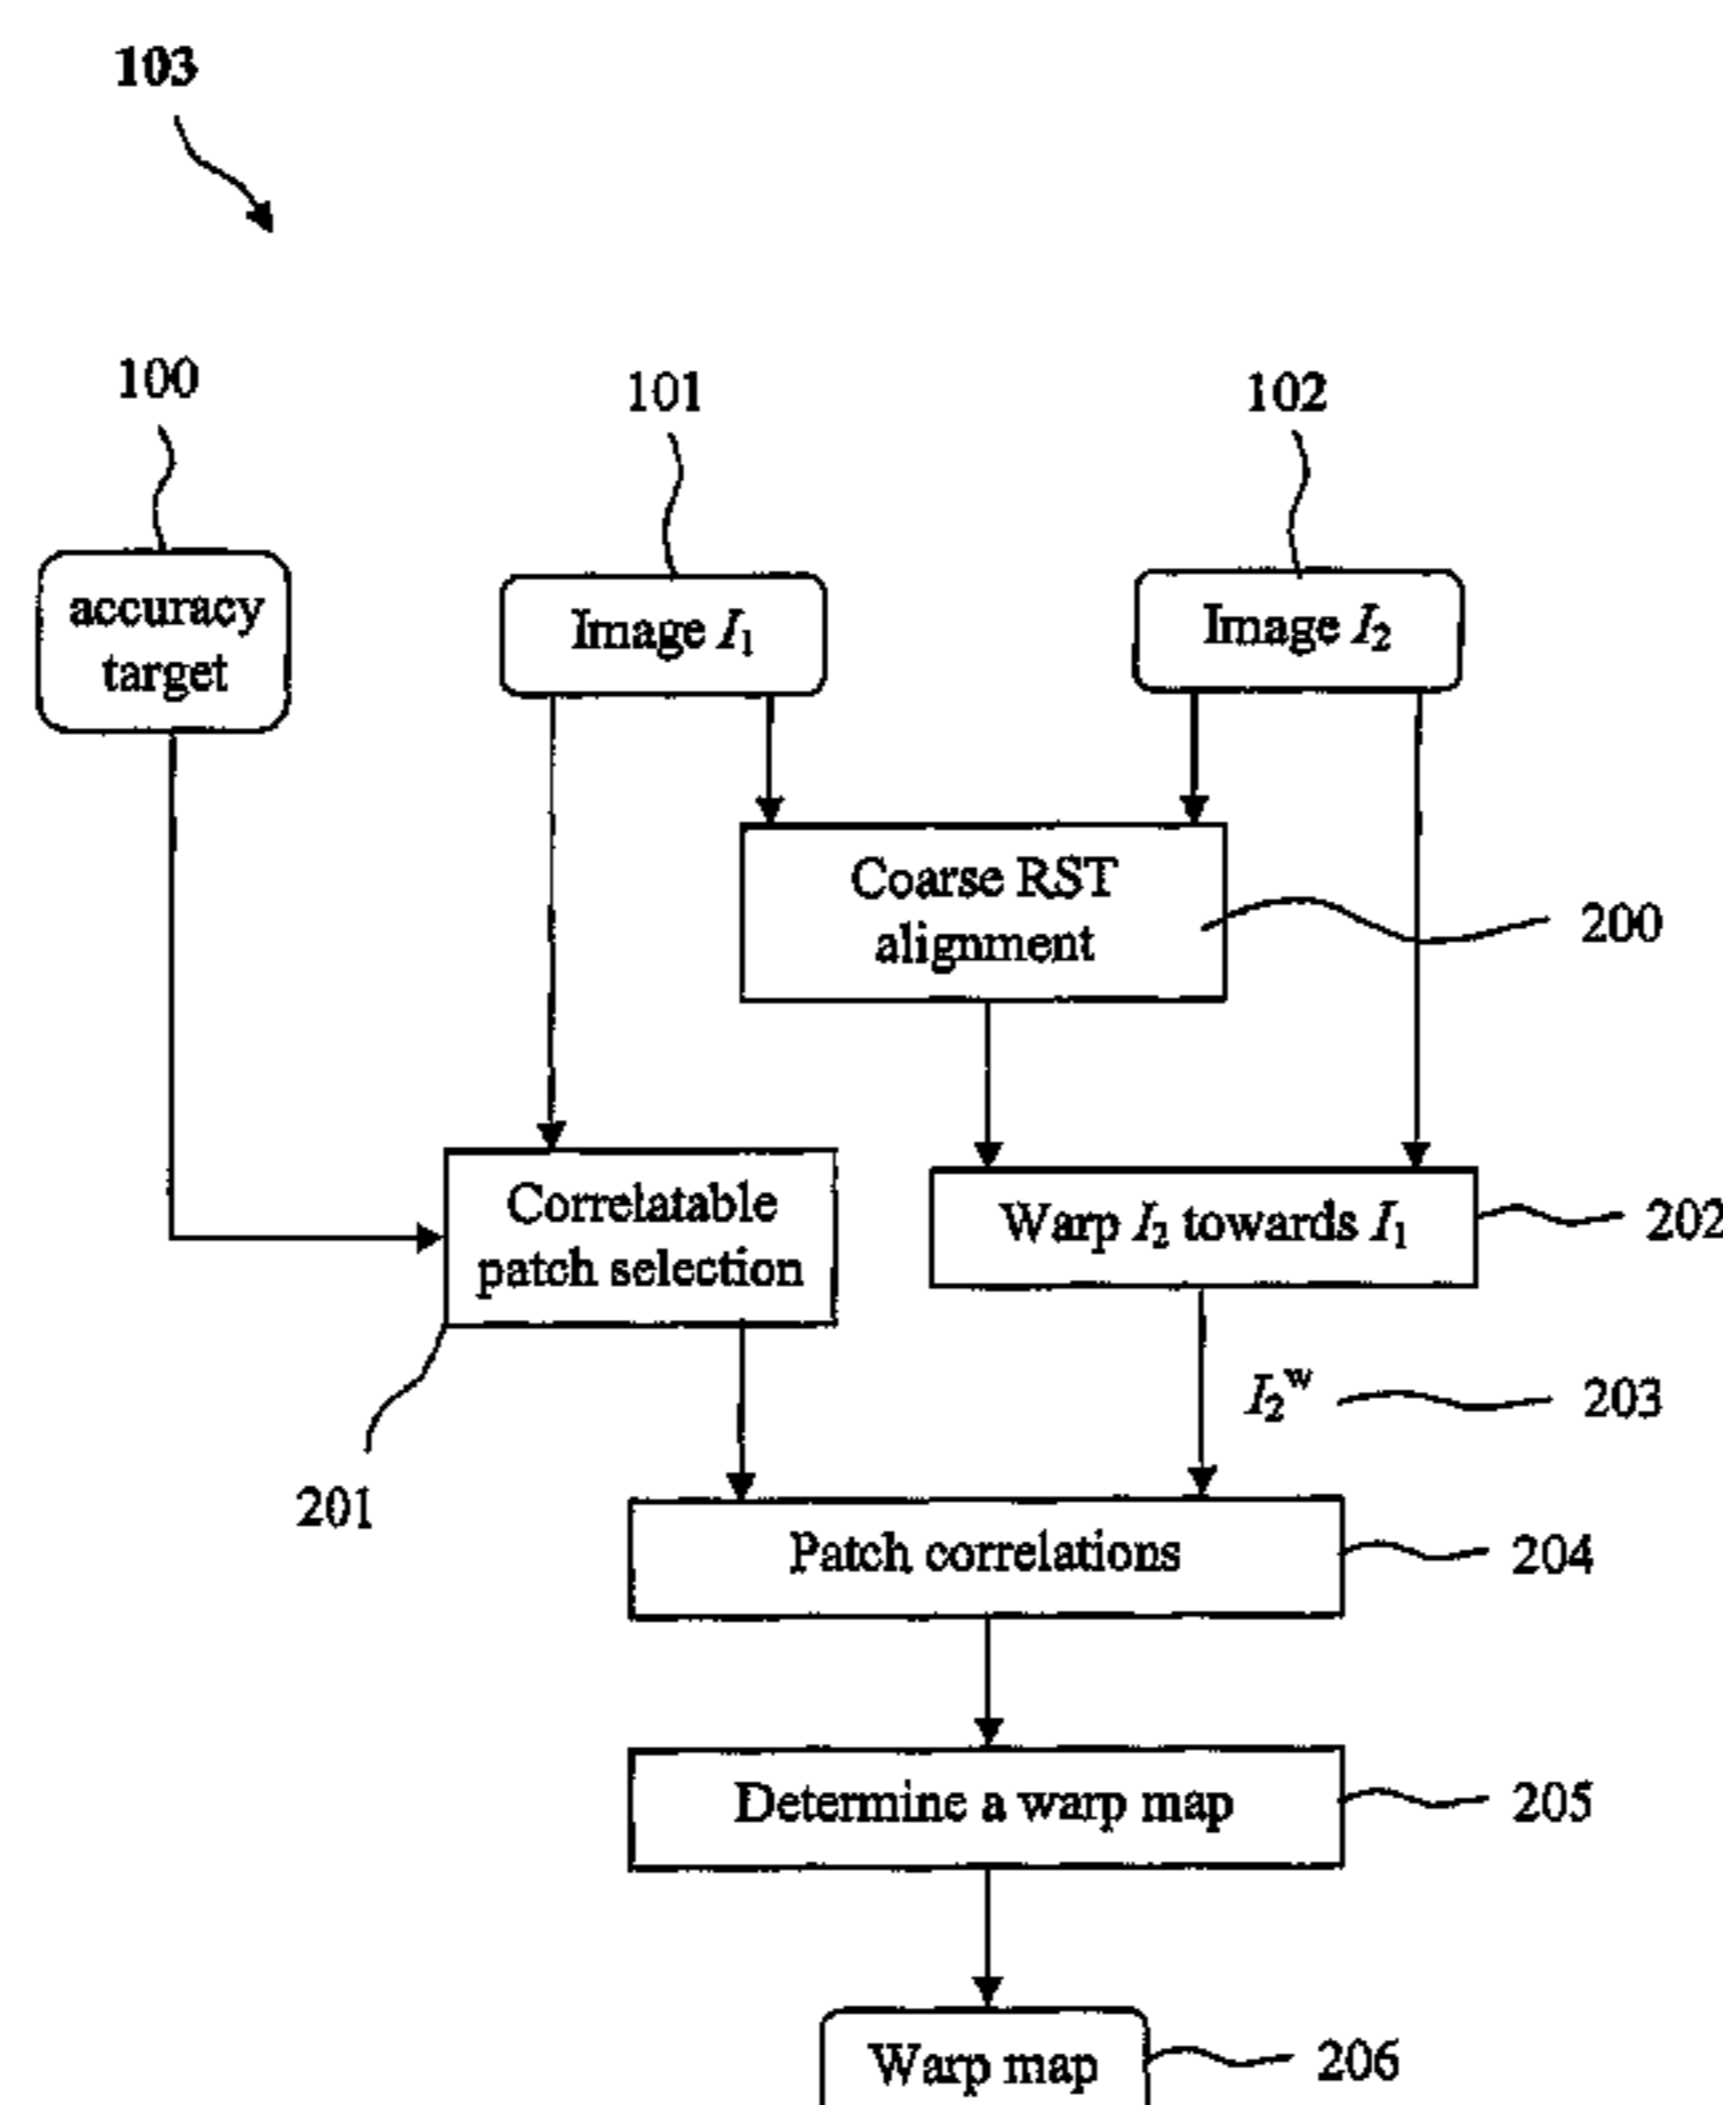 103
100
101
102
accuracy
target
Image I₁
Image I₂
Coarse RST
alignment
200
Correlatable
patch selection
Warp I₂ towards I₁
202
I₂ʷ
203
201
Patch correlations
204
Determine a warp map
205
Warp map
206